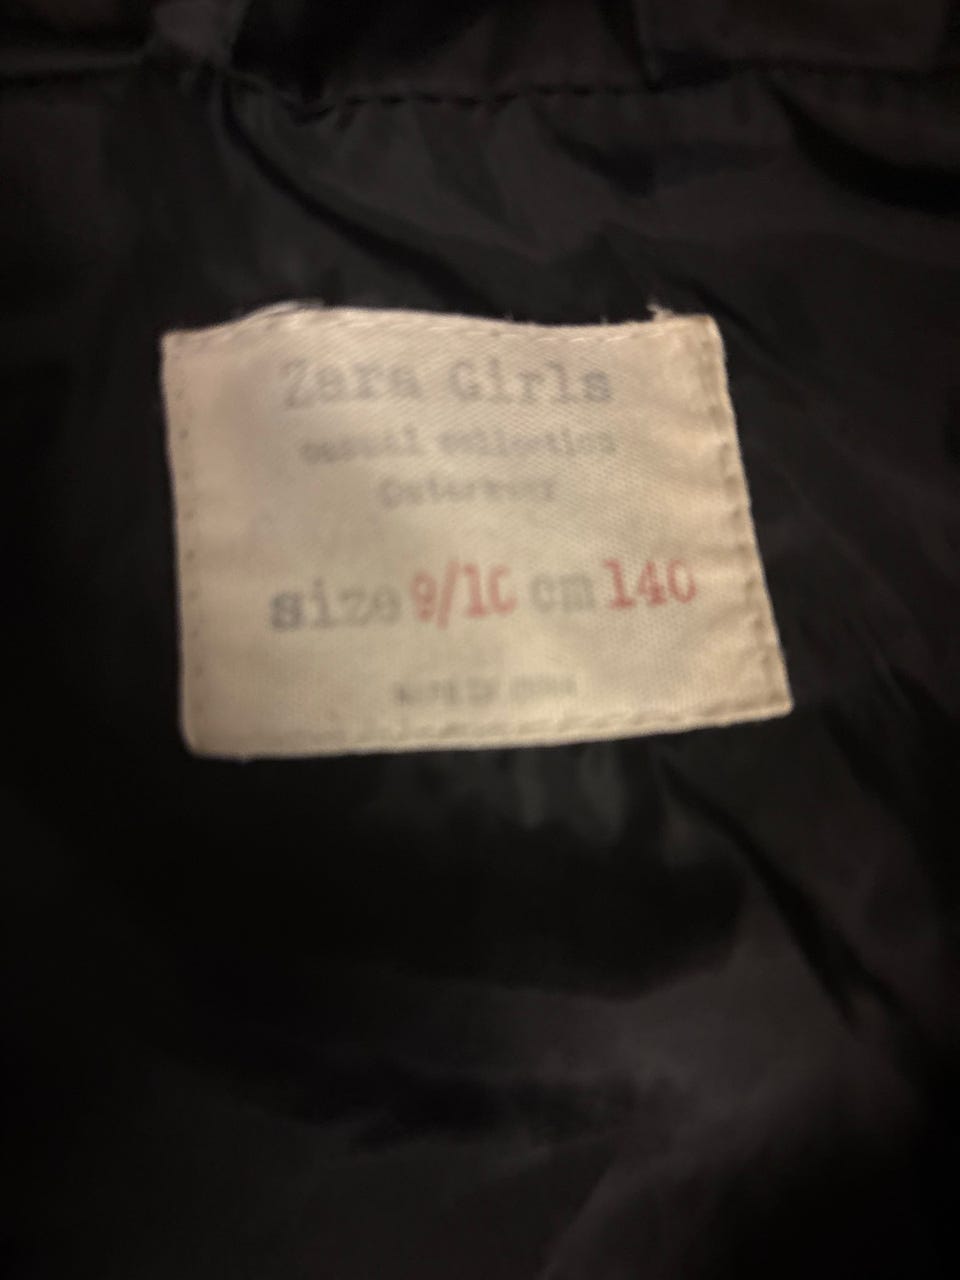 Zara Girls
casual collection
Outerwear
size 9/10 cm 140